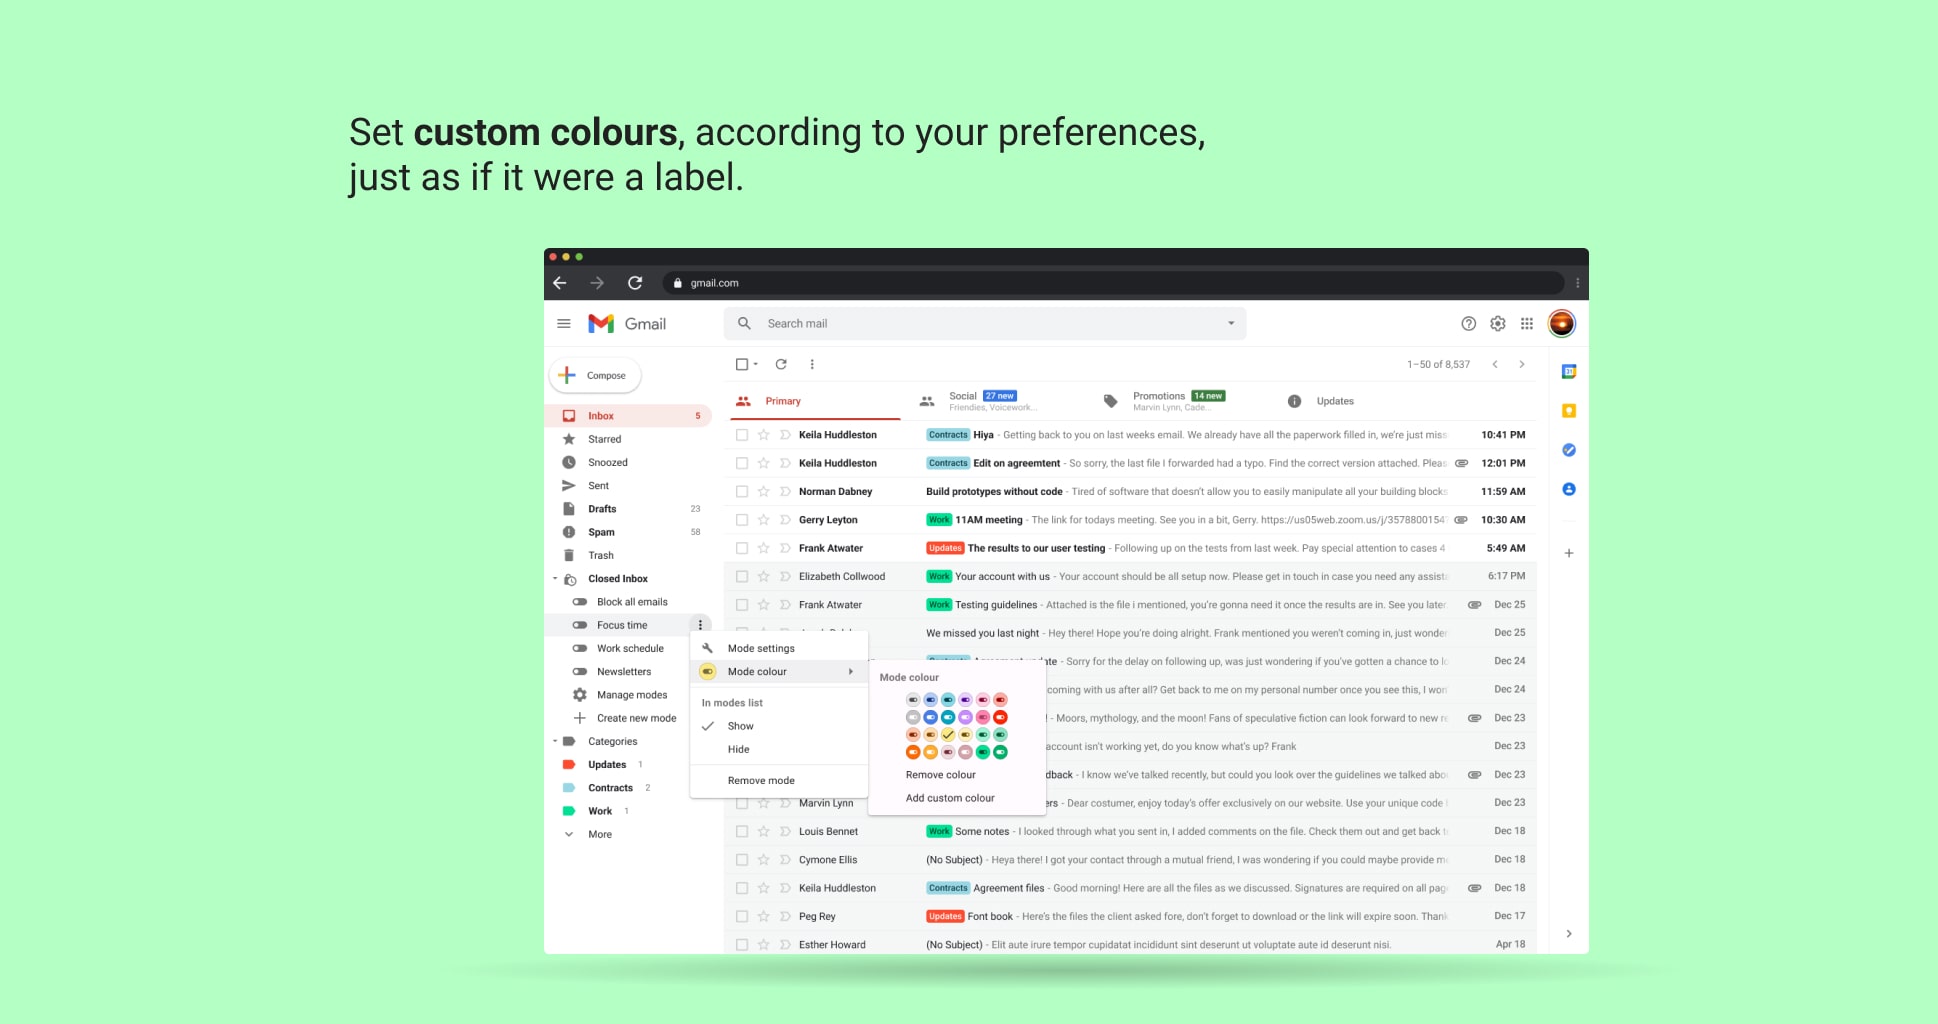 Set custom colours, according to your preferences,
just as if it were a label.
gmail.com
Gmail
Search mail
Compose
1–50 of 8,537
Inbox 5
Starred
Snoozed
Sent
Drafts 23
Spam 58
Trash
Closed Inbox
Block all emails
Focus time
Work schedule
Newsletters
Manage modes
Create new mode
Categories
Updates 1
Contracts 2
Work 1
More
Primary
Social 27 new
Friendies, Voicework...
Promotions 14 new
Marvin Lynn, Cade...
Updates
Keila Huddleston Contracts Hiya - Getting back to you on last weeks email. We already have all the paperwork filled in, we're just miss 10:41 PM
Keila Huddleston Contracts Edit on agreemtent - So sorry, the last file I forwarded had a typo. Find the correct version attached. Pleas 12:01 PM
Norman Dabney Build prototypes without code - Tired of software that doesn't allow you to easily manipulate all your building blocks 11:59 AM
Gerry Leyton Work 11AM meeting - The link for todays meeting. See you in a bit, Gerry. https://us05web.zoom.us/j/3578800154 10:30 AM
Frank Atwater Updates The results to our user testing - Following up on the tests from last week. Pay special attention to cases 4 5:49 AM
Elizabeth Collwood Work Your account with us - Your account should be all setup now. Please get in touch in case you need any assist 6:17 PM
Frank Atwater Work Testing guidelines - Attached is the file i mentioned, you're gonna need it once the results are in. See you later Dec 25
We missed you last night - Hey there! Hope you're doing alright. Frank mentioned you weren't coming in, just wonder Dec 25
- Sorry for the delay on following up, was just wondering if you've gotten a chance to lo Dec 24
coming with us after all? Get back to me on my personal number once you see this, I won' Dec 24
! - Moors, mythology, and the moon! Fans of speculative fiction can look forward to new re Dec 23
account isn't working yet, do you know what's up? Frank Dec 23
dback - I know we've talked recently, but could you look over the guidelines we talked abou Dec 23
Marvin Lynn ers - Dear costumer, enjoy today's offer exclusively on our website. Use your unique code Dec 23
Louis Bennet Work Some notes - I looked through what you sent in, I added comments on the file. Check them out and get back to Dec 18
Cymone Ellis (No Subject) - Heya there! I got your contact through a mutual friend, I was wondering if you could maybe provide me Dec 18
Keila Huddleston Contracts Agreement files - Good morning! Here are all the files as we discussed. Signatures are required on all page Dec 18
Peg Rey Updates Font book - Here's the files the client asked fore, don't forget to download or the link will expire soon. Thank Dec 17
Esther Howard (No Subject) - Elit aute irure tempor cupidatat incididunt sint deserunt ut voluptate aute id deserunt nisi. Apr 18
Mode settings
Mode colour
In modes list
Show
Hide
Remove mode
Mode colour
Remove colour
Add custom colour